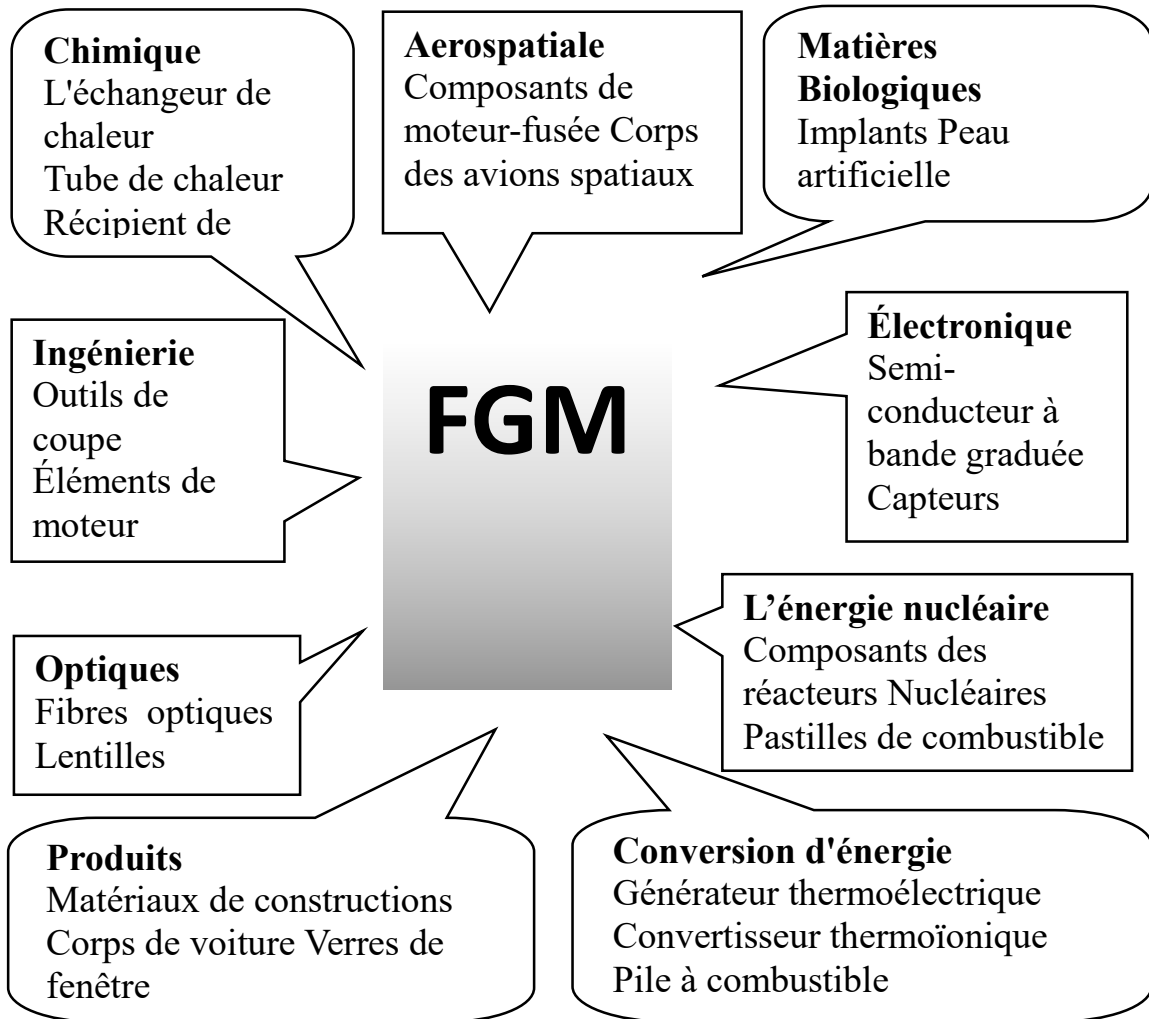 Chimique
L'échangeur de
chaleur
Tube de chaleur
Récipient de
Aerospatiale
Composants de
moteur-fusée Corps
des avions spatiaux
Matières
Biologiques
Implants Peau
artificielle
Ingénierie
Outils de
coupe
Éléments de
moteur
FGM
Électronique
Semi-
conducteur à
bande graduée
Capteurs
Optiques
Fibres optiques
Lentilles
L’énergie nucléaire
Composants des
réacteurs Nucléaires
Pastilles de combustible
Produits
Matériaux de constructions
Corps de voiture Verres de
fenêtre
Conversion d'énergie
Générateur thermoélectrique
Convertisseur thermoïonique
Pile à combustible